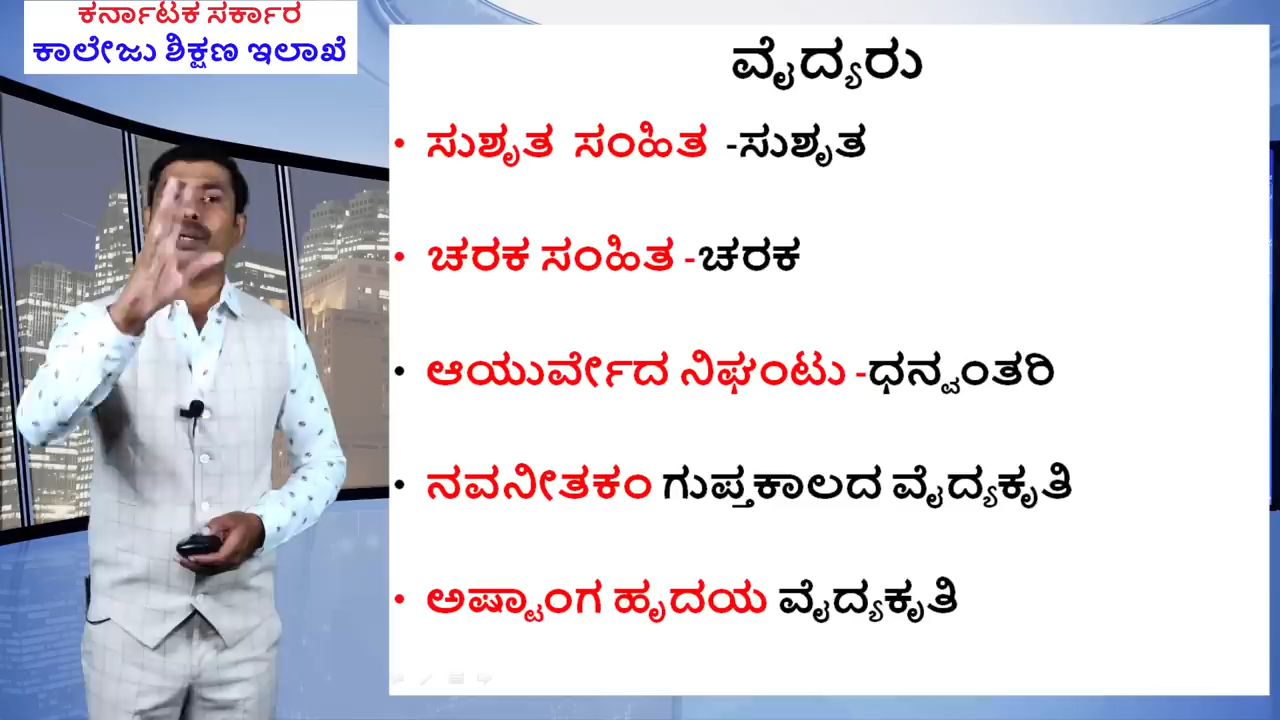 ಕರ್ನಾಟಕ ಸರ್ಕಾರ
ಕಾಲೇಜು ಶಿಕ್ಷಣ ಇಲಾಖೆ
ವೈದ್ಯರು
• ಸುಶೃತ ಸಂಹಿತ -ಸುಶೃತ
• ಚರಕ ಸಂಹಿತ -ಚರಕ
• ಆಯುರ್ವೇದ ನಿಘಂಟು -ಧನ್ವಂತರಿ
• ನವನೀತಕಂ ಗುಪ್ತಕಾಲದ ವೈದ್ಯಕೃತಿ
• ಅಷ್ಟಾಂಗ ಹೃದಯ ವೈದ್ಯಕೃತಿ